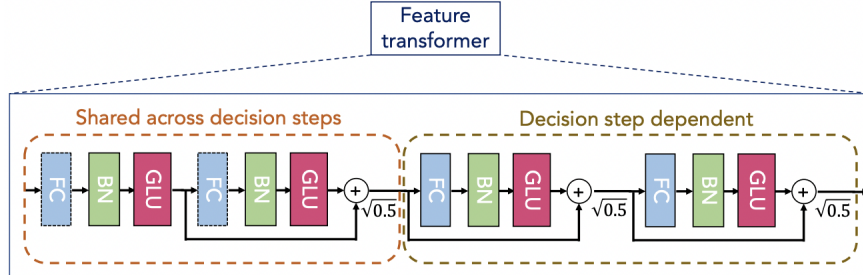 Feature
transformer
Shared across decision steps
Decision step dependent
FC
BN
GLU
FC
BN
GLU
+
√0.5
FC
BN
GLU
+
√0.5
FC
BN
GLU
+
√0.5